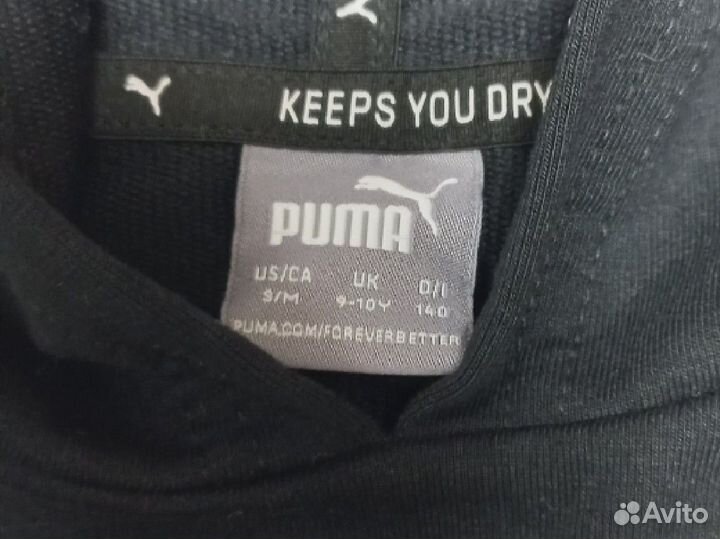 KEEPS YOU DRY
PUMA
US/CA UK D/I
S/M 9-10Y 140
PUMA.COM/FOREVERBETTER
Avito